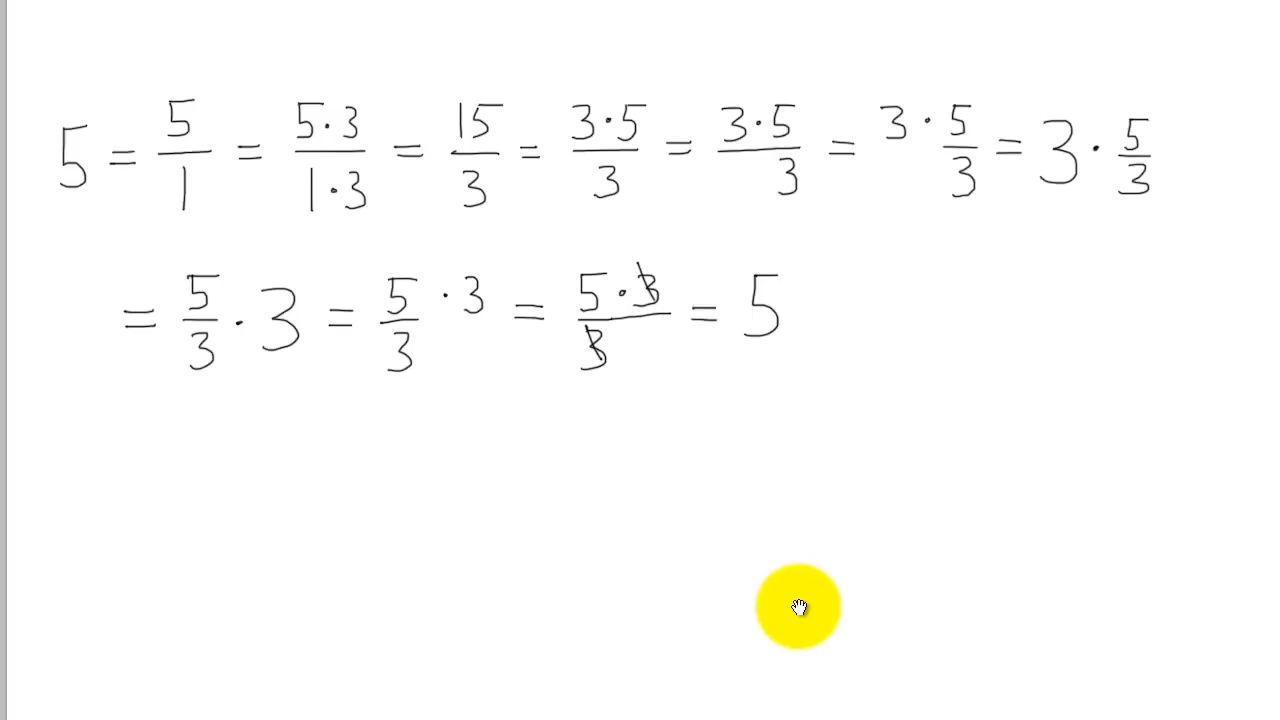 5 = 5/1 = 5·3/1·3 = 15/3 = 3·5/3 = 3·5/3 = 3·5/3 = 3·5/3
= 5/3·3 = 5/3·3 = 5·3/3 = 5